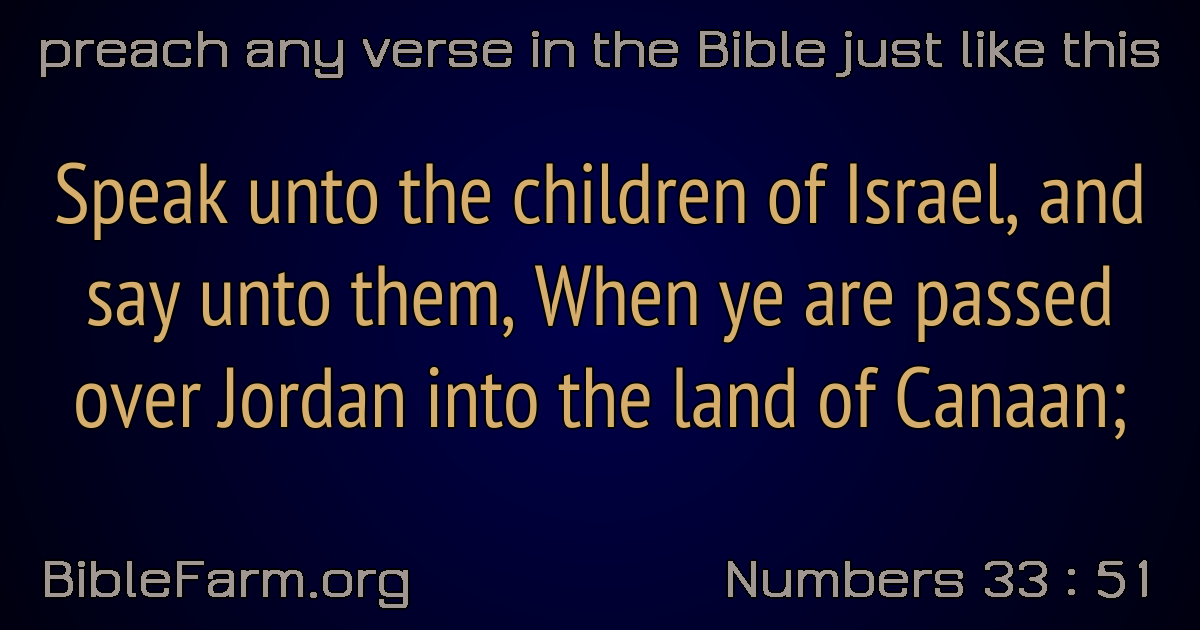 preach any verse in the Bible just like this
Speak unto the children of Israel, and
say unto them, When ye are passed
over Jordan into the land of Canaan;
BibleFarm.org
Numbers 33 : 51